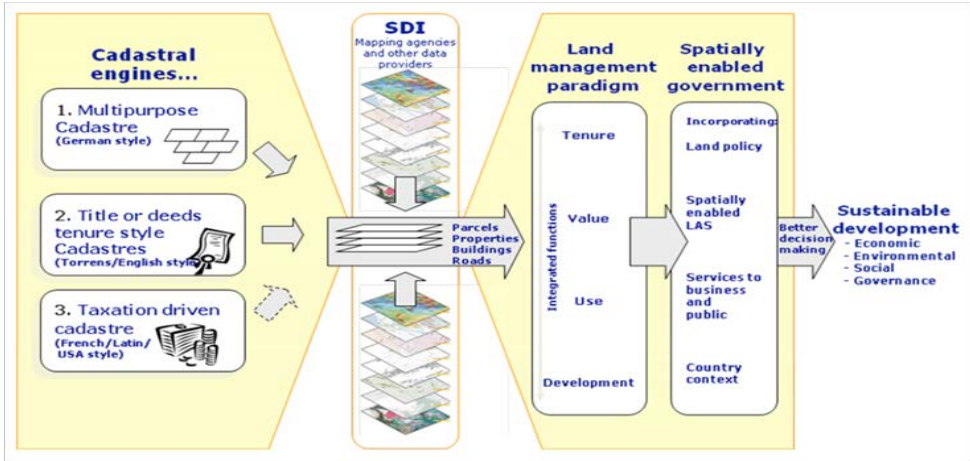 Cadastral
engines...
1. Multipurpose
Cadastre
(German style)
2. Title or deeds
tenure style
Cadastres
(Torrens/English style)
3. Taxation driven
cadastre
(French/Latin/
USA style)
SDI
Mapping agencies
and other data
providers
Parcels
Properties
Buildings
Roads
Land
management
paradigm
Integrated functions
Tenure
Value
Use
Development
Spatially
enabled
government
Incorporating:
Land policy
Spatially
enabled
LAS
Services to
business
and
public
Country
context
Better
decision
making
Sustainable
development
- Economic
- Environmental
- Social
- Governance